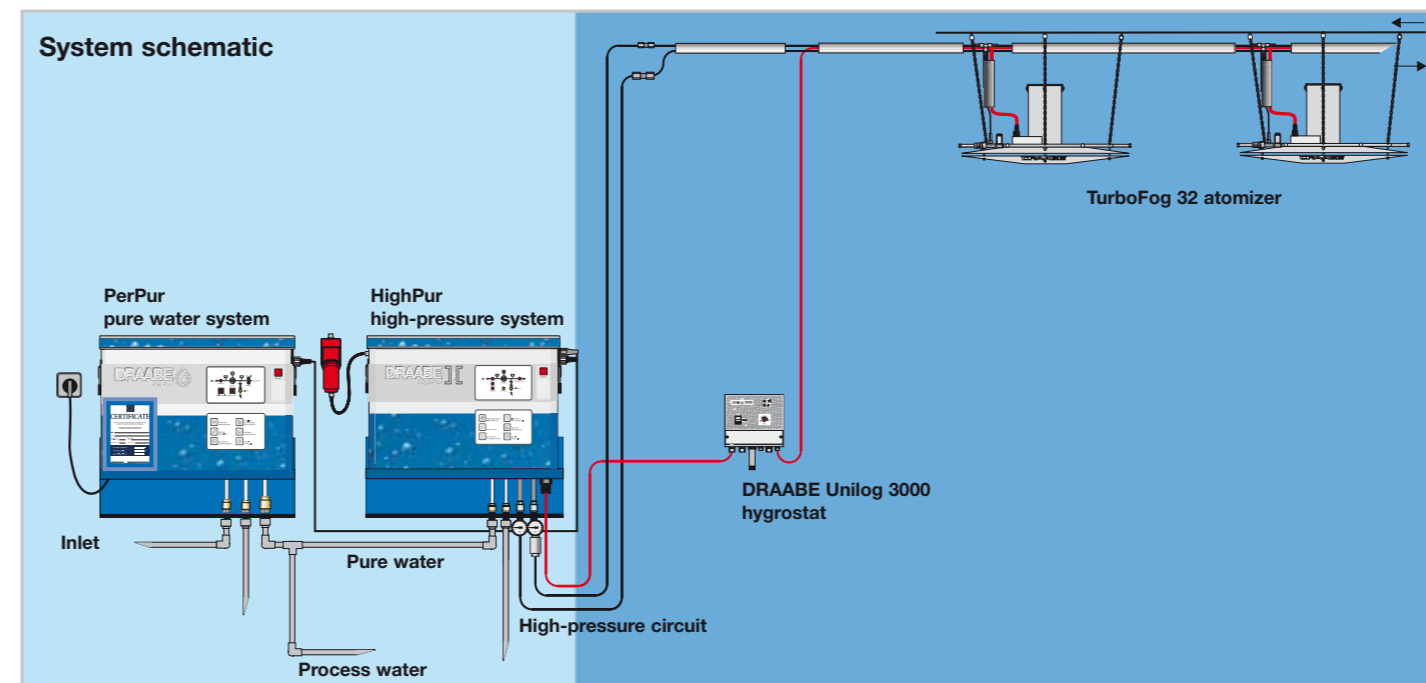 System schematic
TurboFog 32 atomizer
PerPur
pure water system
HighPur
high-pressure system
DRAABE
DRAABE
CERTIFICATE
DRAABE Unilog 3000
hygrostat
Inlet
Pure water
High-pressure circuit
Process water